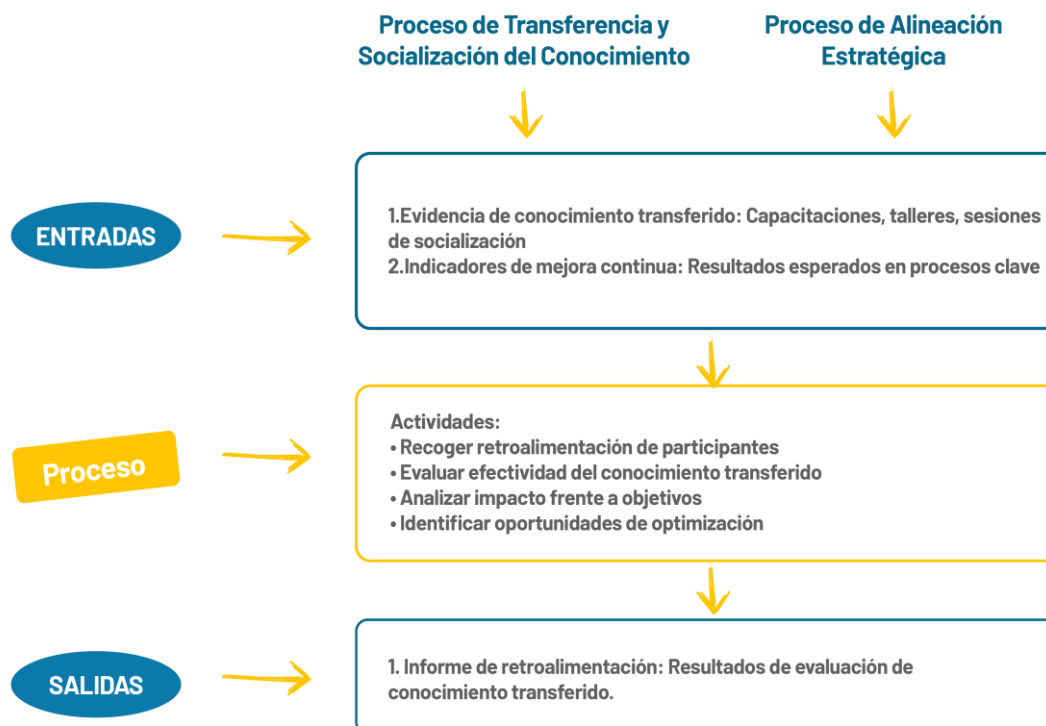 Proceso de Transferencia y
Socialización del Conocimiento
Proceso de Alineación
Estratégica
ENTRADAS
1.Evidencia de conocimiento transferido: Capacitaciones, talleres, sesiones
de socialización
2.Indicadores de mejora continua: Resultados esperados en procesos clave
Proceso
Actividades:
• Recoger retroalimentación de participantes
• Evaluar efectividad del conocimiento transferido
• Analizar impacto frente a objetivos
• Identificar oportunidades de optimización
SALIDAS
1. Informe de retroalimentación: Resultados de evaluación de
conocimiento transferido.